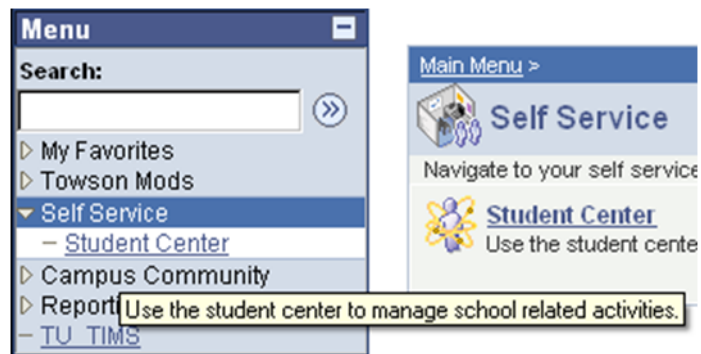 Menu
Search:
My Favorites
Towson Mods
Self Service
– Student Center
Campus Community
Use the student center to manage school related activities.
– TU_TIMS
Main Menu >
Self Service
Navigate to your self service
Student Center
Use the student cente